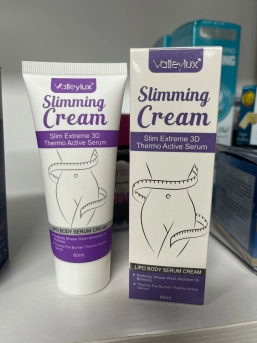 Valleylux
Slimming
Cream
Slim Extreme 3D
Thermo Active Serum
LIPO BODY SERUM CREAM
60ml
Valleylux
Slimming
Cream
Slim Extreme 3D
Thermo Active Serum
LIPO BODY SERUM CREAM
60ml